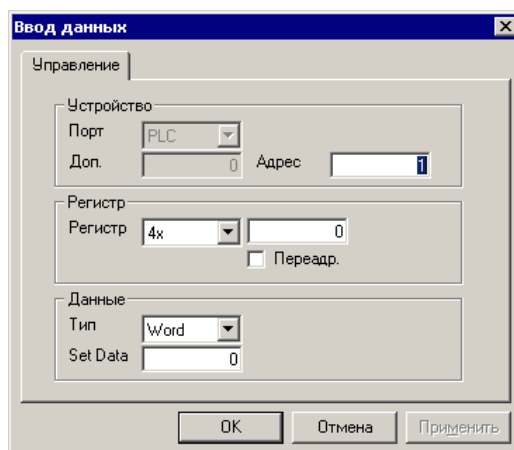 Ввод данных
Управление
Устройство
Порт PLC
Доп. 0 Адрес 1
Регистр
Регистр 4x 0
Переадр.
Данные
Тип Word
Set Data 0
OK Отмена Применить